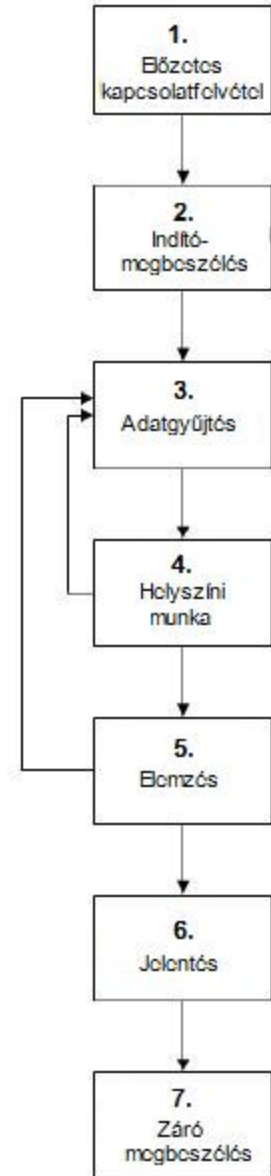 1.
Előzetes
kapcsolatfelvétel
2.
Indító-
megbeszélés
3.
Adatgyűjtés
4.
Helyszíni
munka
5.
Elemzés
6.
Jelentés
7.
Záró
megbeszélés